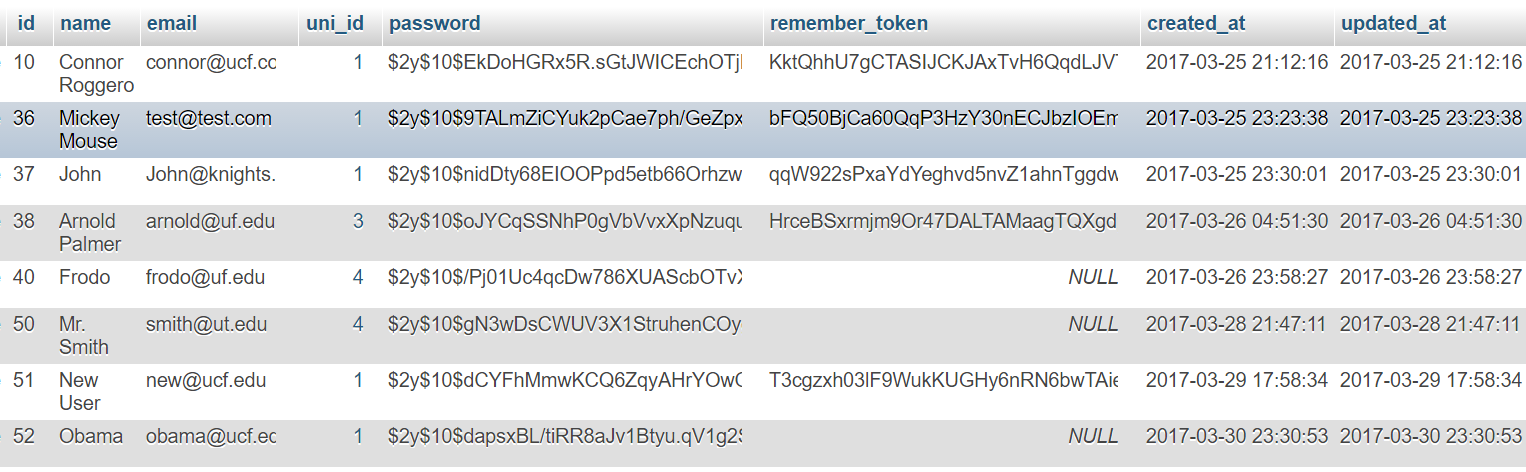 id name email uni_id password remember_token created_at updated_at
10 Connor Roggero connor@ucf.cc 1 $2y$10$EkDoHGRx5R.sGtJWICEchOTj KktQhhU7gCTASIJCKJAxTvH6QqdLJV 2017-03-25 21:12:16 2017-03-25 21:12:16
36 Mickey Mouse test@test.com 1 $2y$10$9TALmZiCYuk2pCae7ph/GeZpx bFQ50BjCa60QqP3HzY30nECJbzIOEm 2017-03-25 23:23:38 2017-03-25 23:23:38
37 John John@knights. 1 $2y$10$nidDty68EIOOPpd5etb66Orhzw qqW922sPxaYdYeghvd5nvZ1ahnTggdw 2017-03-25 23:30:01 2017-03-25 23:30:01
38 Arnold Palmer arnold@uf.edu 3 $2y$10$oJYCqSSNhP0gVbVvxXpNzuqu HrceBSxrmjm9Or47DALTAMaagTQXgd 2017-03-26 04:51:30 2017-03-26 04:51:30
40 Frodo frodo@uf.edu 4 $2y$10$/Pj01Uc4qcDw786XUAScbOTvX NULL 2017-03-26 23:58:27 2017-03-26 23:58:27
50 Mr. Smith smith@ut.edu 4 $2y$10$gN3wDsCWUV3X1StruhenCOy NULL 2017-03-28 21:47:11 2017-03-28 21:47:11
51 New User new@ucf.edu 1 $2y$10$dCYFhMmwKCQ6ZqyAHrYOwC T3cgzxh03lF9WukKUGHy6nRN6bwTAie 2017-03-29 17:58:34 2017-03-29 17:58:34
52 Obama obama@ucf.ec 1 $2y$10$dapsxBL/tiRR8aJv1Btyu.qV1g2S NULL 2017-03-30 23:30:53 2017-03-30 23:30:53